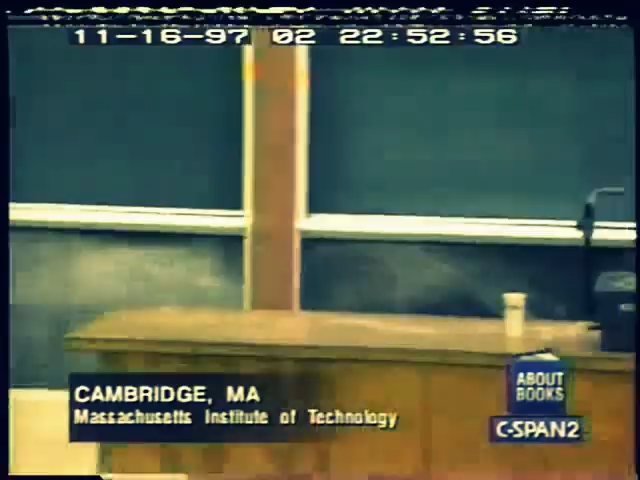 11-16-97 02 22:52:56
CAMBRIDGE, MA
Massachusetts Institute of Technology
ABOUT
BOOKS
C-SPAN2